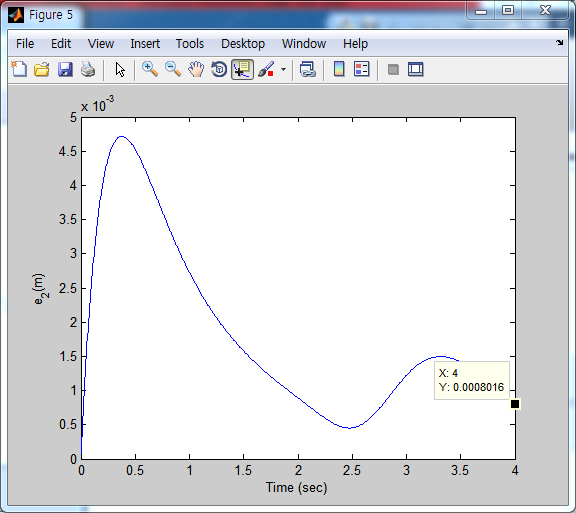 Figure 5
File Edit View Insert Tools Desktop Window Help
x 10⁻³
5
4.5
4
3.5
3
2.5
2
1.5
1
0.5
0
e₂(m)
X: 4
Y: 0.0008016
0 0.5 1 1.5 2 2.5 3 3.5 4
Time (sec)